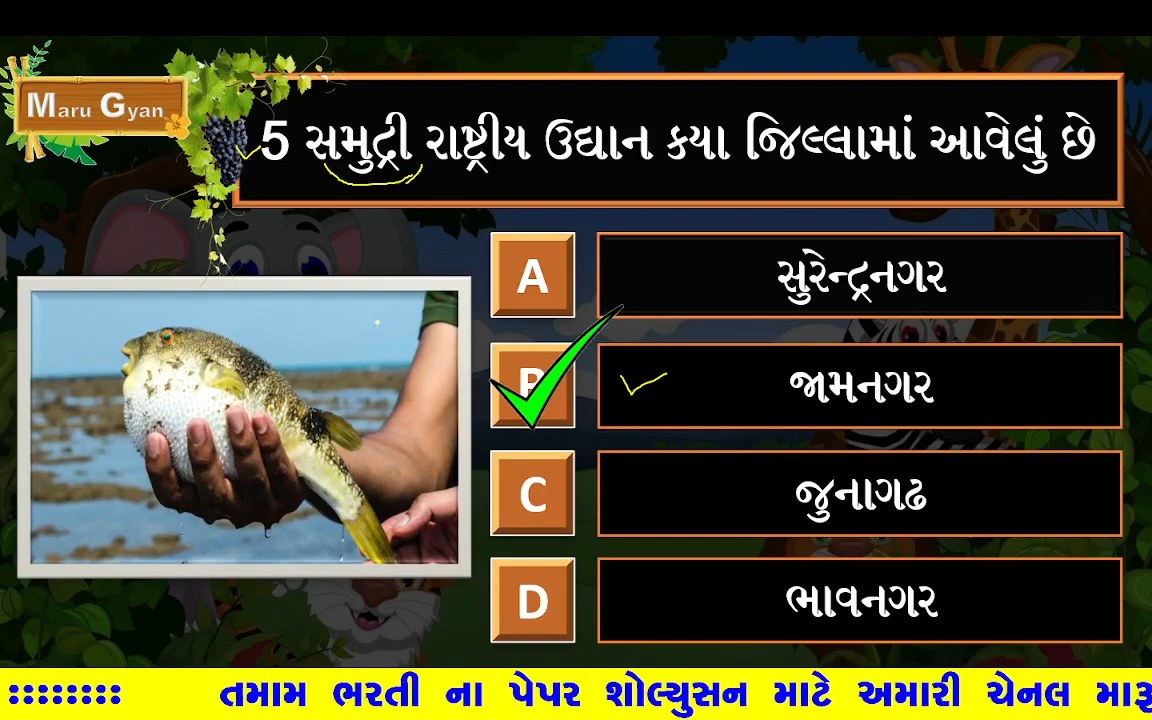 Maru Gyan
5 સમુદ્રી રાષ્ટ્રીય ઉદ્યાન કયા જિલ્લામાં આવેલું છે
A સુરેન્દ્રનગર
B જામનગર
C જુનાગઢ
D ભાવનગર
:::::::: તમામ ભરતી ના પેપર શોલ્યુસન માટે અમારી ચેનલ મારૂ